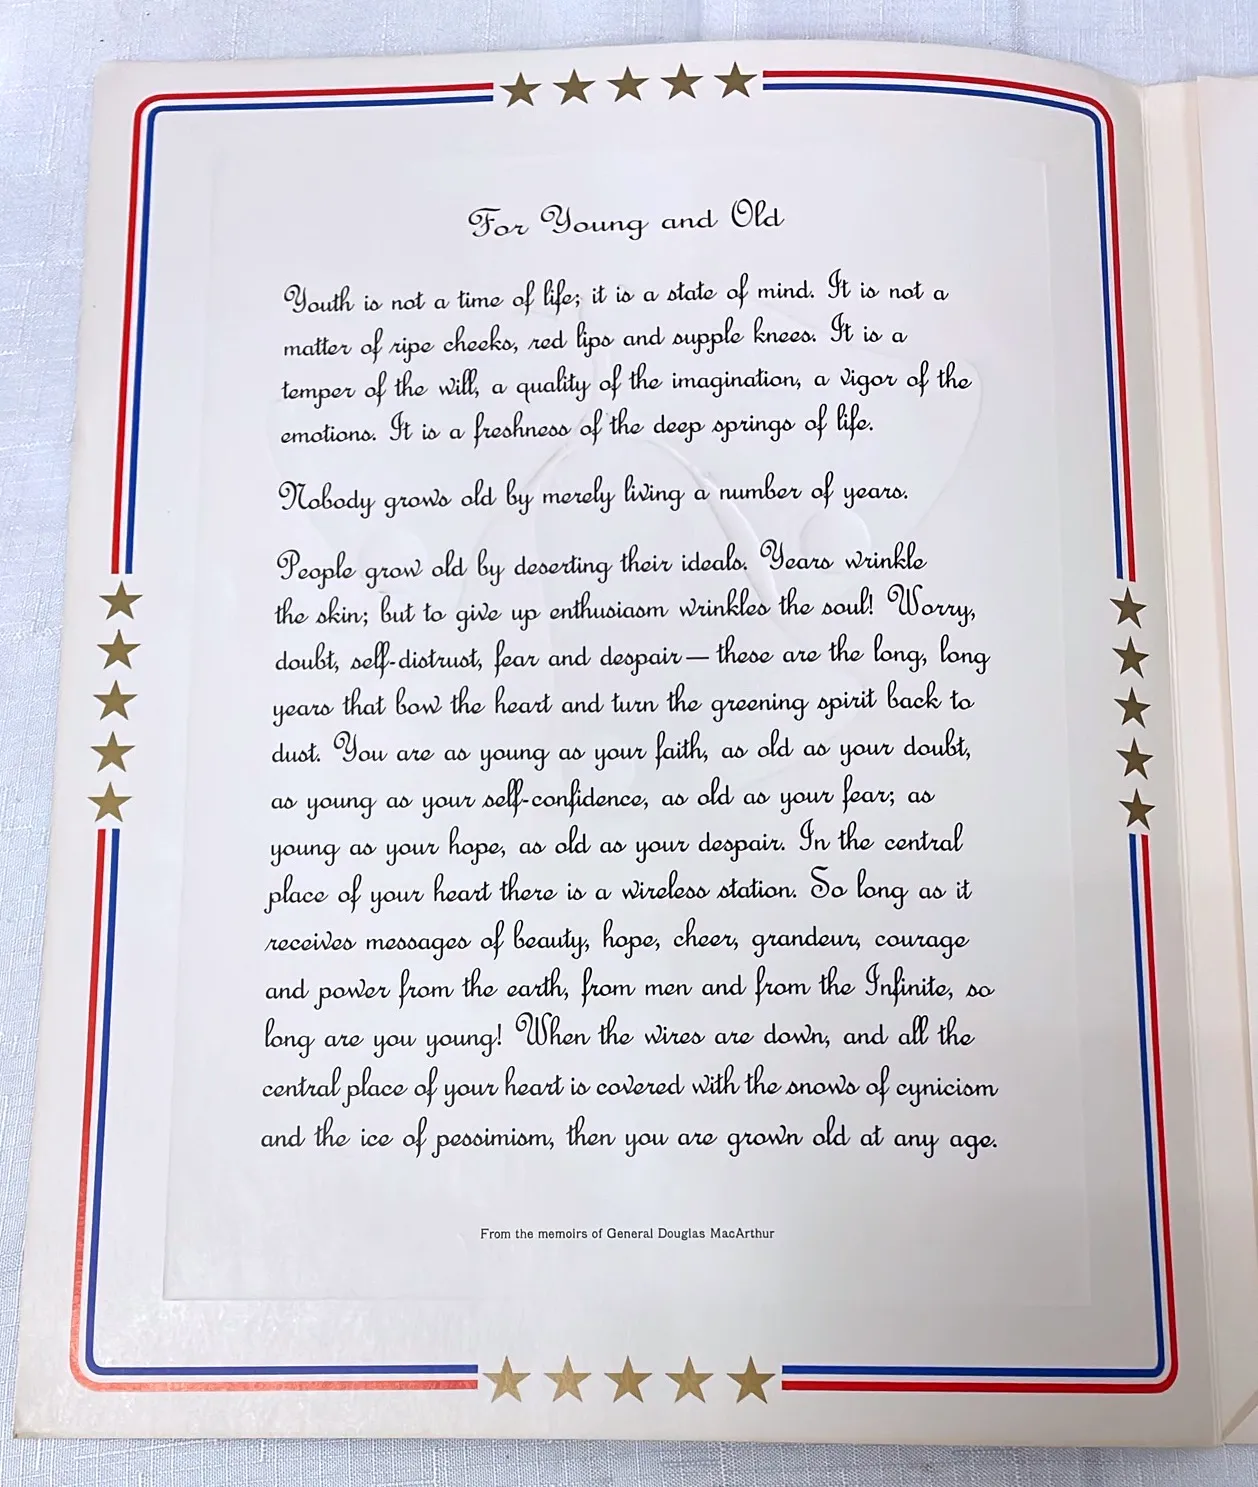 For Young and Old
Youth is not a time of life; it is a state of mind. It is not a
matter of ripe cheeks, red lips and supple knees. It is a
temper of the will, a quality of the imagination, a vigor of the
emotions. It is a freshness of the deep springs of life.
Nobody grows old by merely living a number of years.
People grow old by deserting their ideals. Years wrinkle
the skin; but to give up enthusiasm wrinkles the soul! Worry,
doubt, self-distrust, fear and despair — these are the long, long
years that bow the heart and turn the greening spirit back to
dust. You are as young as your faith, as old as your doubt,
as young as your self-confidence, as old as your fear; as
young as your hope, as old as your despair. In the central
place of your heart there is a wireless station. So long as it
receives messages of beauty, hope, cheer, grandeur, courage
and power from the earth, from men and from the Infinite, so
long are you young! When the wires are down, and all the
central place of your heart is covered with the snows of cynicism
and the ice of pessimism, then you are grown old at any age.
From the memoirs of General Douglas MacArthur